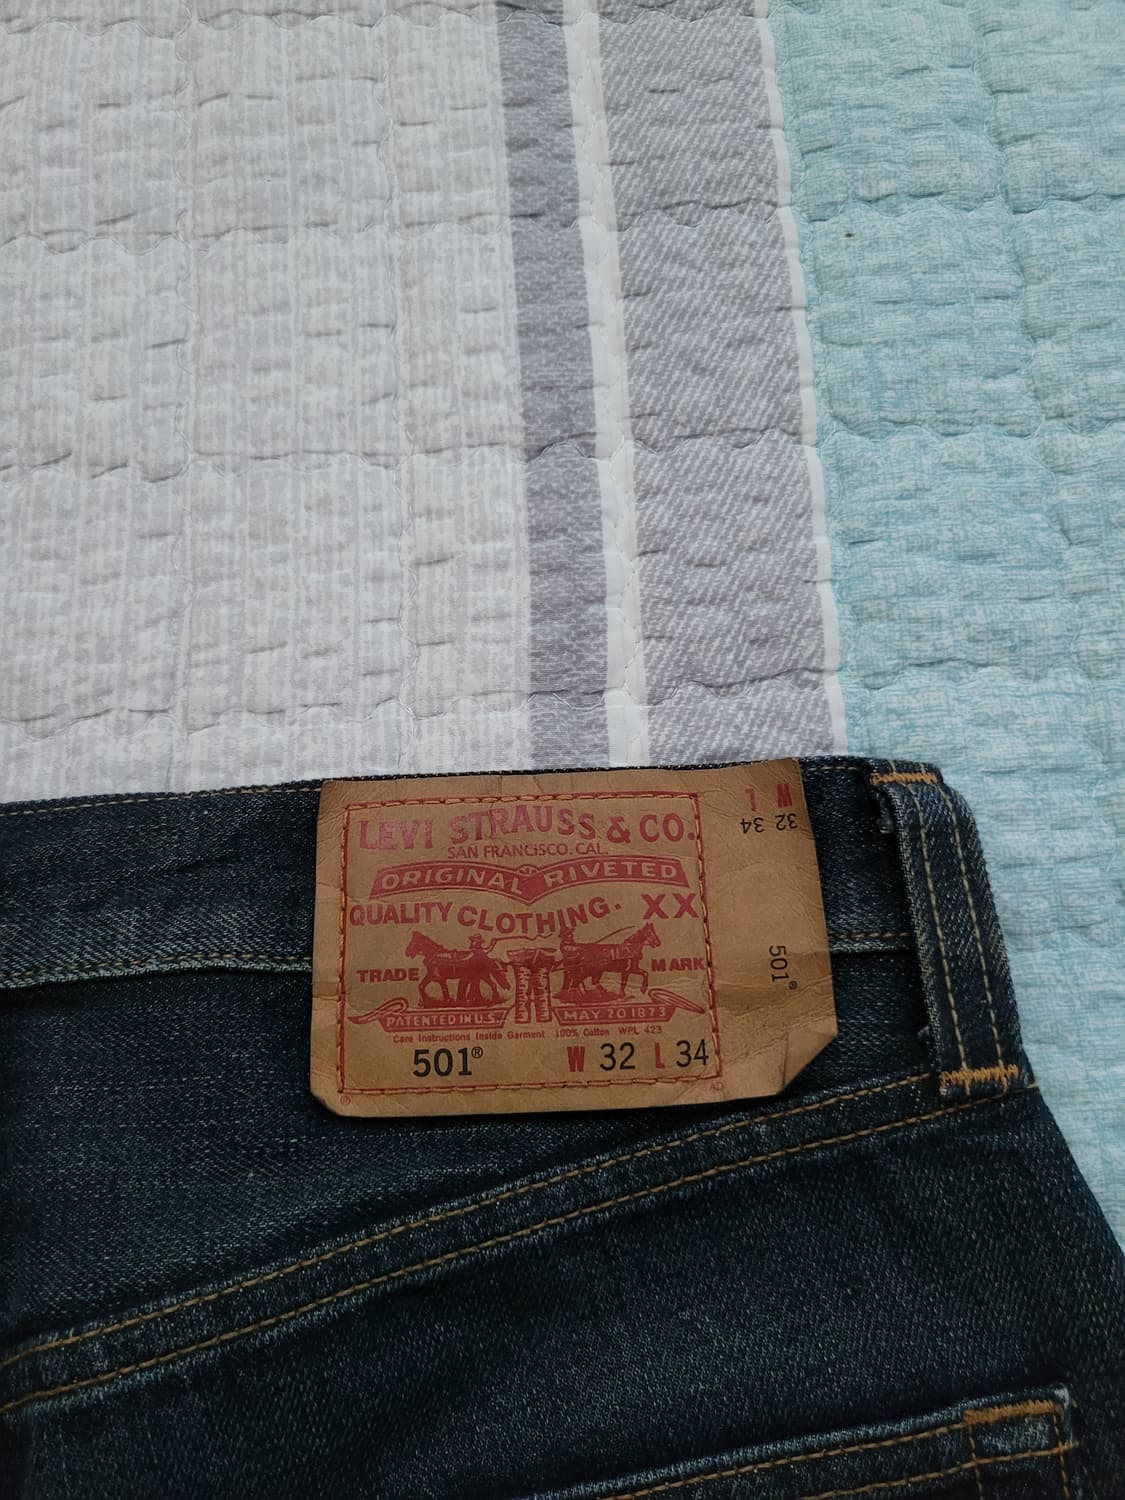 LEVI STRAUSS & CO.
SAN FRANCISCO. CAL.
ORIGINAL RIVETED
QUALITY CLOTHING. XX
TRADE MARK
PATENTED IN U.S. MAY 20 1873
Care Instructions Inside Garment 100% Cotton WPL 423
501® W 32 L 34
®
L W
34 32
501®